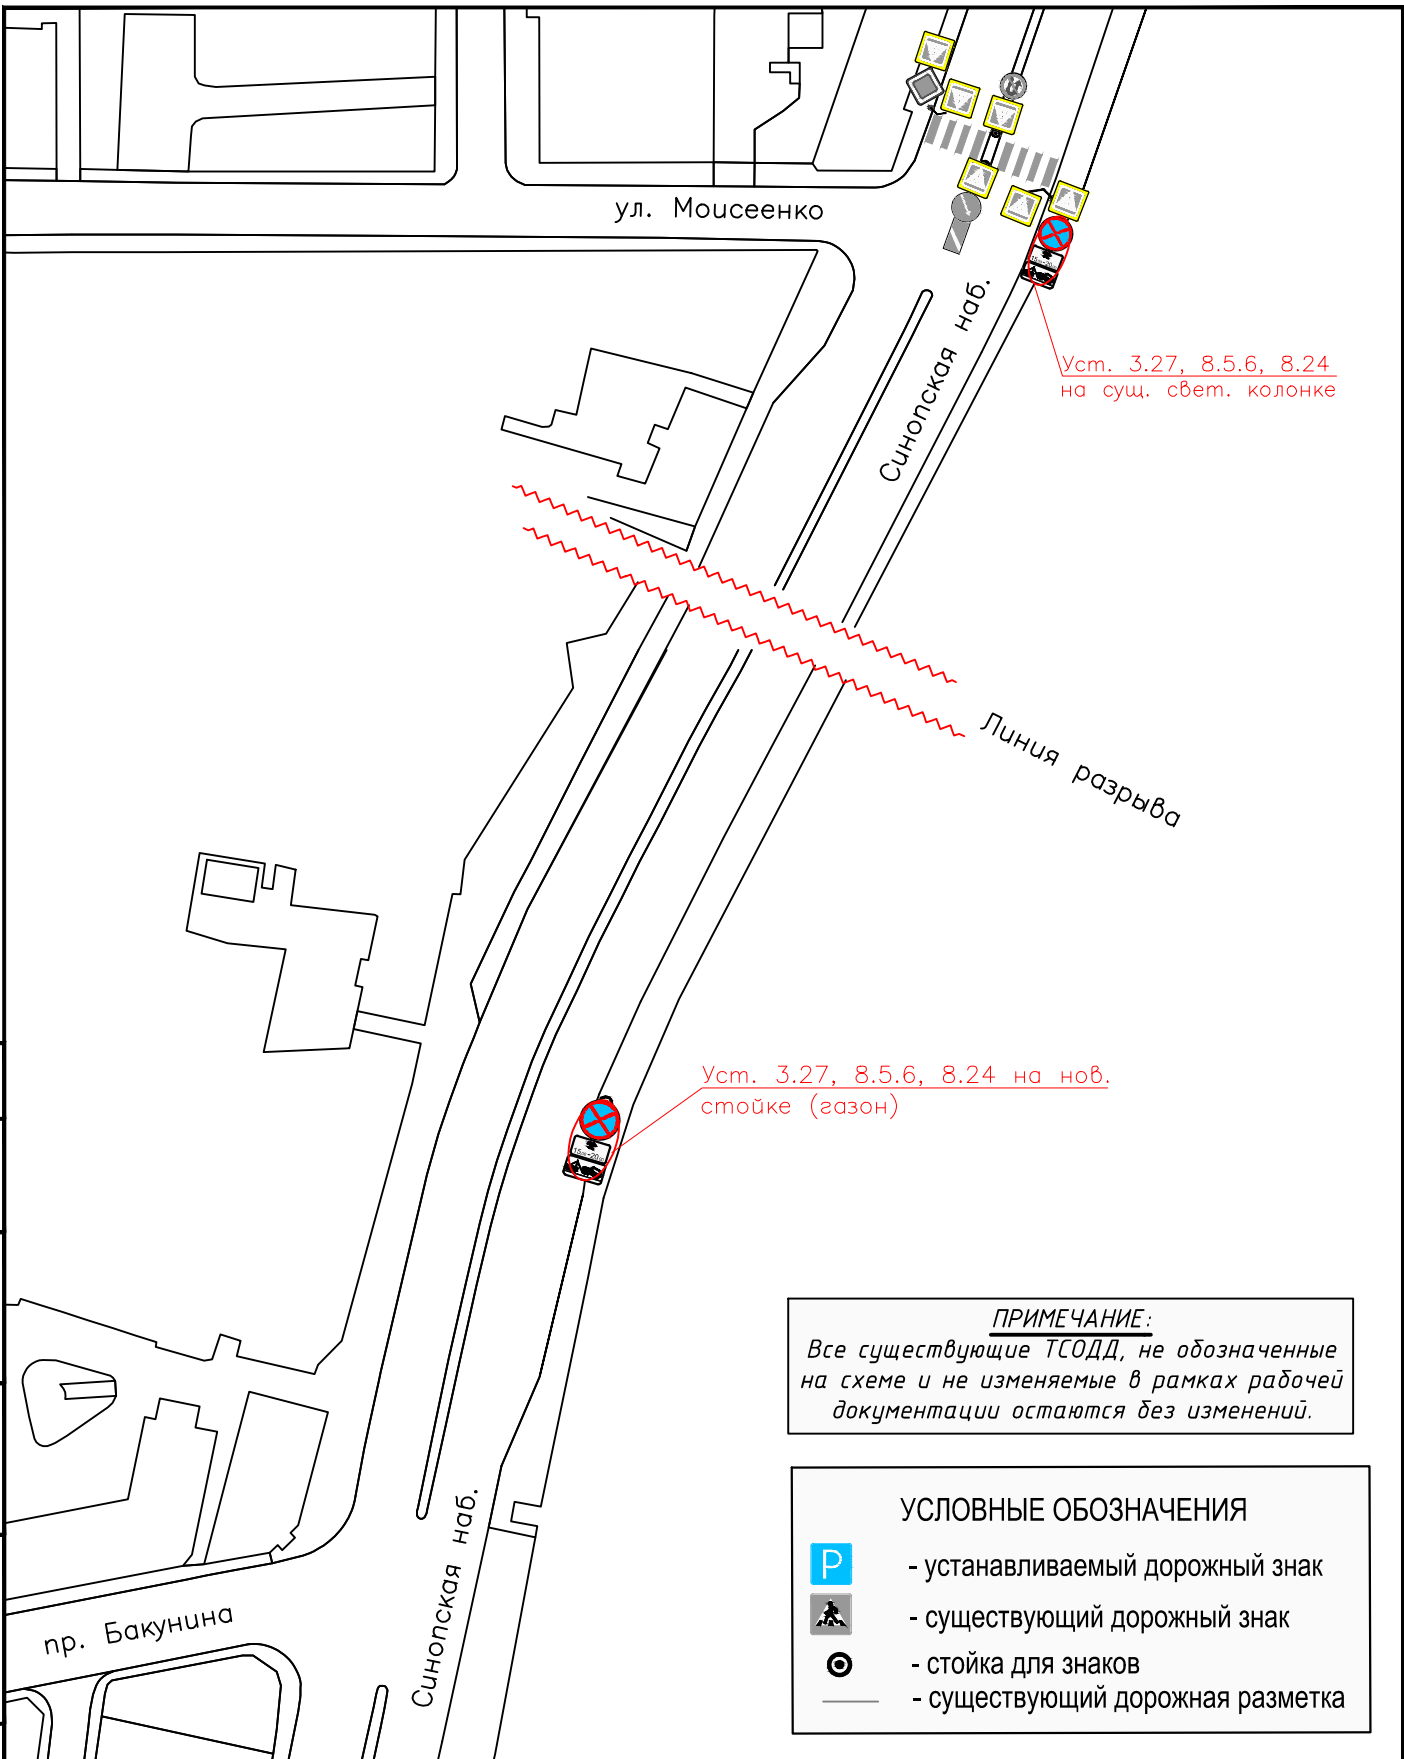 ул. Моисеенко
Синопская наб.
Уст. 3.27, 8.5.6, 8.24
на сущ. свет. колонке
Линия разрыва
Уст. 3.27, 8.5.6, 8.24 на нов.
стойке (газон)
ПРИМЕЧАНИЕ:
Все существующие ТСОДД, не обозначенные
на схеме и не изменяемые в рамках рабочей
документации остаются без изменений.
УСЛОВНЫЕ ОБОЗНАЧЕНИЯ
P - устанавливаемый дорожный знак
- существующий дорожный знак
- стойка для знаков
- существующий дорожная разметка
Синопская наб.
пр. Бакунина